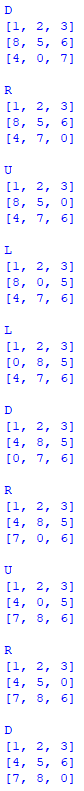 D
[1, 2, 3]
[8, 5, 6]
[4, 0, 7]

R
[1, 2, 3]
[8, 5, 6]
[4, 7, 0]

U
[1, 2, 3]
[8, 5, 0]
[4, 7, 6]

L
[1, 2, 3]
[8, 0, 5]
[4, 7, 6]

L
[1, 2, 3]
[0, 8, 5]
[4, 7, 6]

D
[1, 2, 3]
[4, 8, 5]
[0, 7, 6]

R
[1, 2, 3]
[4, 8, 5]
[7, 0, 6]

U
[1, 2, 3]
[4, 0, 5]
[7, 8, 6]

R
[1, 2, 3]
[4, 5, 0]
[7, 8, 6]

D
[1, 2, 3]
[4, 5, 6]
[7, 8, 0]